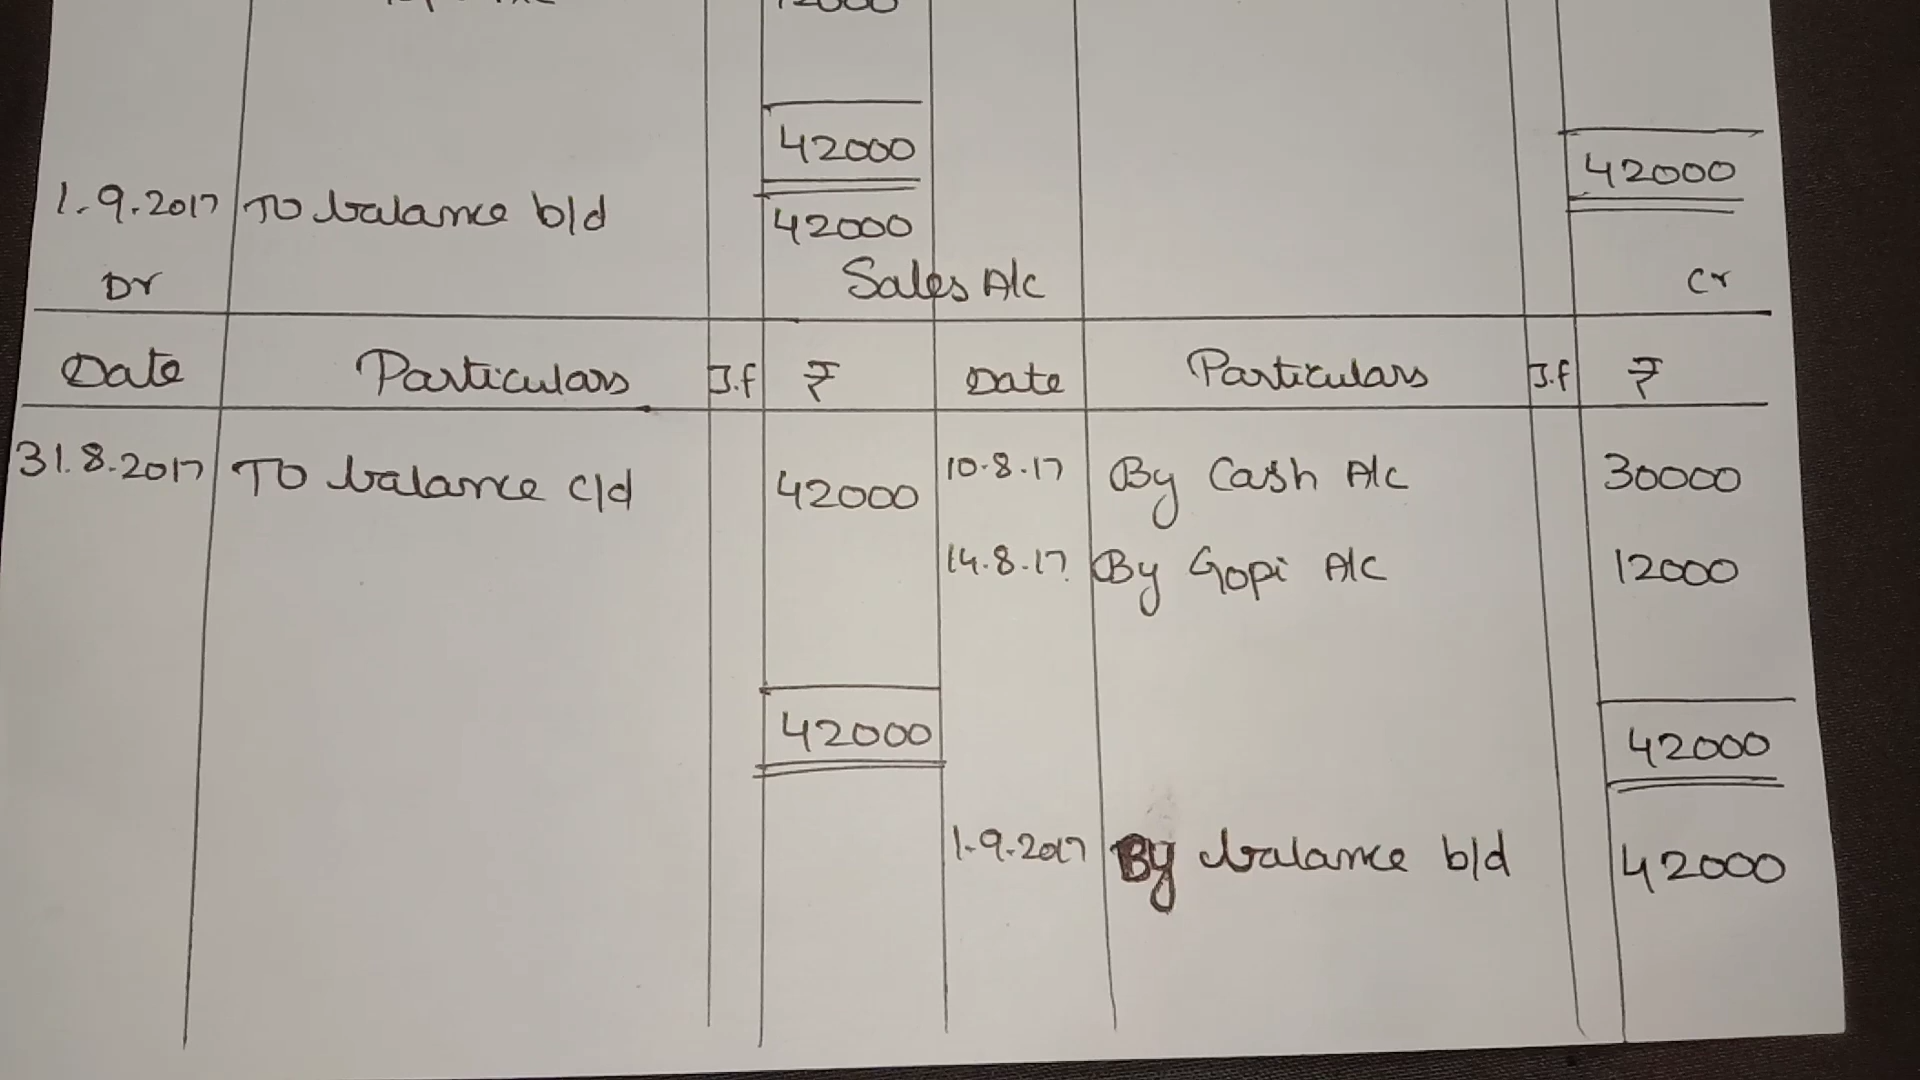 42000
42000
1.9.2017 To balance b/d 42000
Dr Sales A/c Cr
Date Particulars J.f ₹ Date Particulars J.f ₹
31.8.2017 To balance c/d 42000 10.8.17 By Cash A/c 30000
14.8.17 By Gopi A/c 12000
42000 42000
1.9.2017 By balance b/d 42000